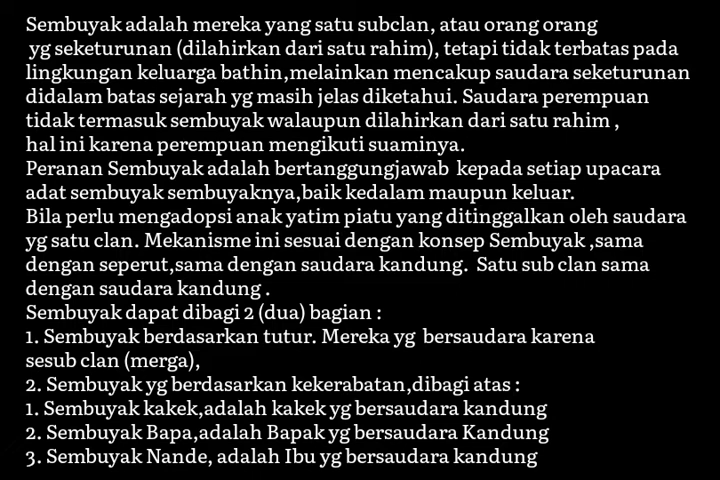 Sembuyak adalah mereka yang satu subclan, atau orang orang
yg seketurunan (dilahirkan dari satu rahim), tetapi tidak terbatas pada
lingkungan keluarga bathin,melainkan mencakup saudara seketurunan
didalam batas sejarah yg masih jelas diketahui. Saudara perempuan
tidak termasuk sembuyak walaupun dilahirkan dari satu rahim ,
hal ini karena perempuan mengikuti suaminya.
Peranan Sembuyak adalah bertanggungjawab kepada setiap upacara
adat sembuyak sembuyaknya,baik kedalam maupun keluar.
Bila perlu mengadopsi anak yatim piatu yang ditinggalkan oleh saudara
yg satu clan. Mekanisme ini sesuai dengan konsep Sembuyak ,sama
dengan seperut,sama dengan saudara kandung. Satu sub clan sama
dengan saudara kandung .
Sembuyak dapat dibagi 2 (dua) bagian :
1. Sembuyak berdasarkan tutur. Mereka yg bersaudara karena
sesub clan (merga),
2. Sembuyak yg berdasarkan kekerabatan,dibagi atas :
1. Sembuyak kakek,adalah kakek yg bersaudara kandung
2. Sembuyak Bapa,adalah Bapak yg bersaudara Kandung
3. Sembuyak Nande, adalah Ibu yg bersaudara kandung